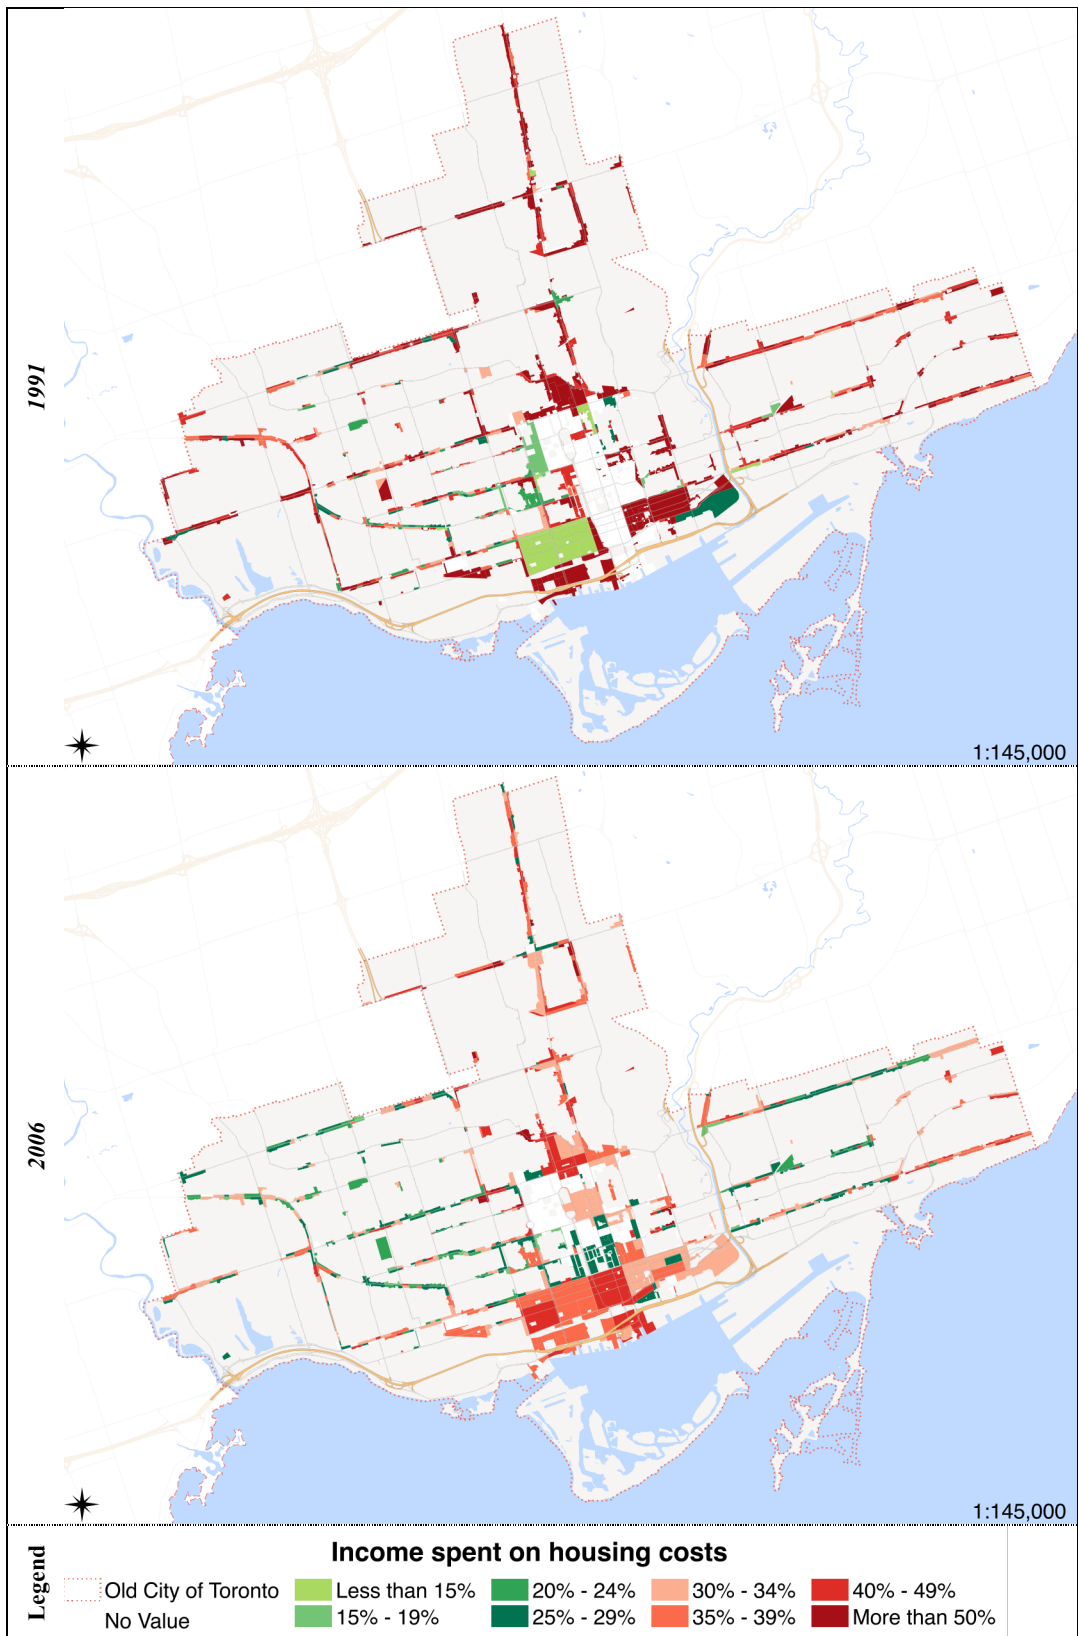 1991
1:145,000
2006
1:145,000
Legend
Income spent on housing costs
Old City of Toronto
No Value
Less than 15%
15% - 19%
20% - 24%
25% - 29%
30% - 34%
35% - 39%
40% - 49%
More than 50%